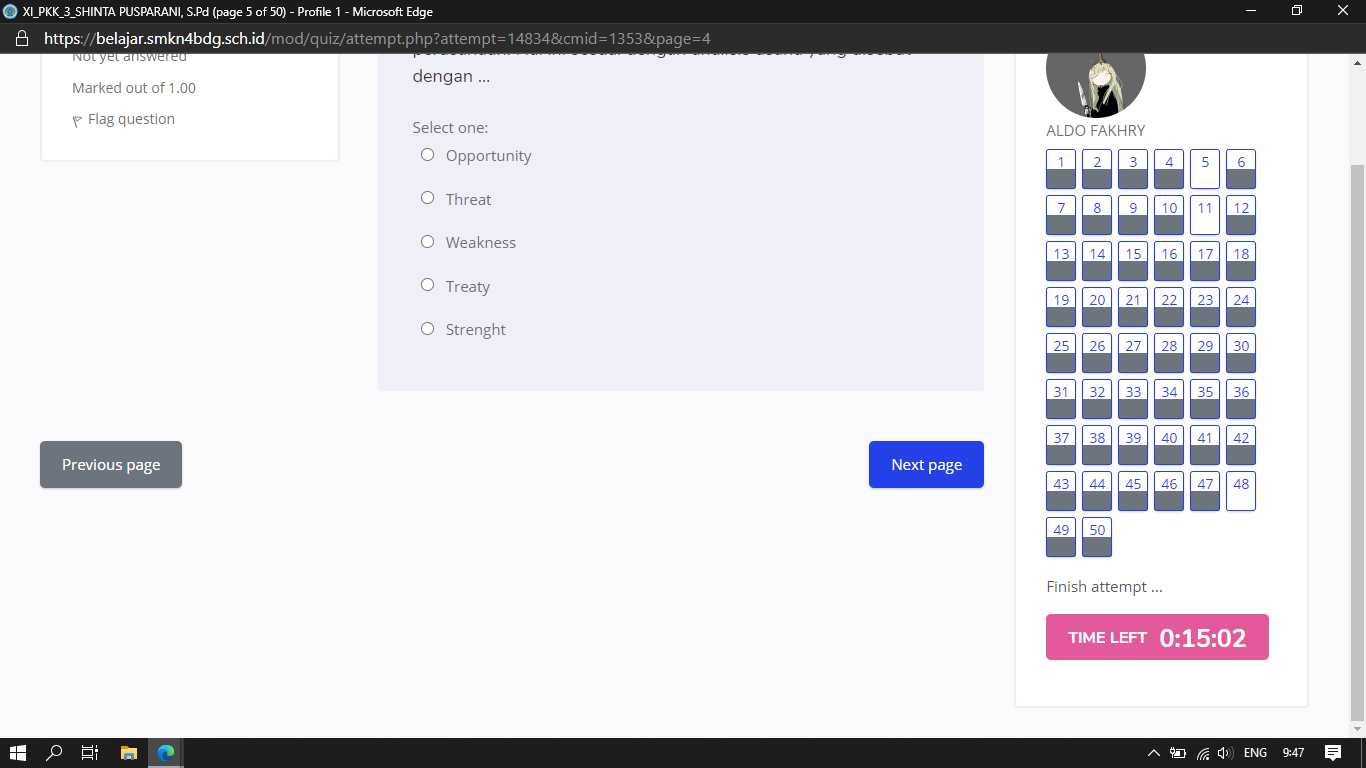 XI_PKK_3_SHINTA PUSPARANI, S.Pd (page 5 of 50) - Profile 1 - Microsoft Edge
https://belajar.smkn4bdg.sch.id/mod/quiz/attempt.php?attempt=14834&cmid=1353&page=4
Not yet answered
Marked out of 1.00
Flag question
dengan ...
Select one:
Opportunity
Threat
Weakness
Treaty
Strenght
Previous page
Next page
ALDO FAKHRY
1 2 3 4 5 6
7 8 9 10 11 12
13 14 15 16 17 18
19 20 21 22 23 24
25 26 27 28 29 30
31 32 33 34 35 36
37 38 39 40 41 42
43 44 45 46 47 48
49 50
Finish attempt ...
TIME LEFT 0:15:02
ENG 9:47